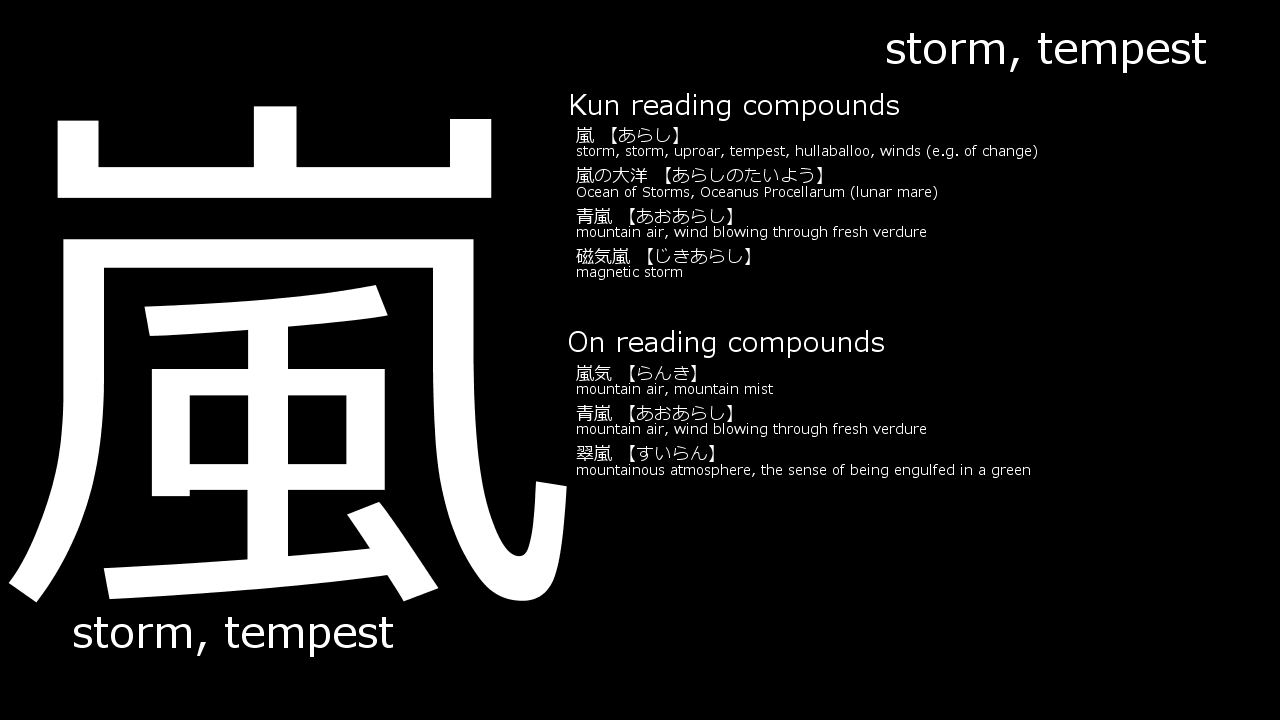 storm, tempest
嵐
storm, tempest
Kun reading compounds
嵐 【あらし】
storm, storm, uproar, tempest, hullaballoo, winds (e.g. of change)
嵐の大洋 【あらしのたいよう】
Ocean of Storms, Oceanus Procellarum (lunar mare)
青嵐 【あおあらし】
mountain air, wind blowing through fresh verdure
磁気嵐 【じきあらし】
magnetic storm
On reading compounds
嵐気 【らんき】
mountain air, mountain mist
青嵐 【あおあらし】
mountain air, wind blowing through fresh verdure
翠嵐 【すいらん】
mountainous atmosphere, the sense of being engulfed in a green